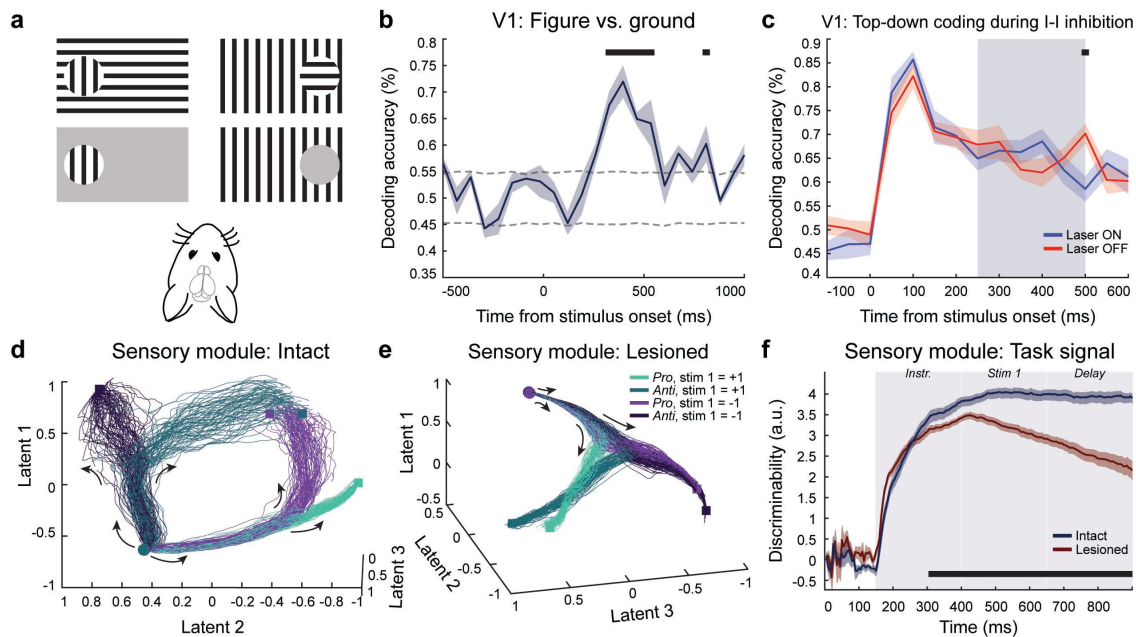 a
b
V1: Figure vs. ground
0.8
0.75
0.7
0.65
0.6
0.55
0.5
0.45
0.4
0.35
Decoding accuracy (%)
-500 0 500 1000
Time from stimulus onset (ms)
c
V1: Top-down coding during I-I inhibition
0.9
0.85
0.8
0.75
0.7
0.65
0.6
0.55
0.5
0.45
0.4
Decoding accuracy (%)
Laser ON
Laser OFF
-100 0 100 200 300 400 500 600
Time from stimulus onset (ms)
d
Sensory module: Intact
1
0.5
0
-0.5
-1
Latent 1
1 0.8 0.6 0.4 0.2 0 -0.2 -0.4 -0.6 -0.8 -1
Latent 2
0
0.5
1
Latent 3
e
Sensory module: Lesioned
Pro, stim 1 = +1
Anti, stim 1 = +1
Pro, stim 1 = -1
Anti, stim 1 = -1
1
0.5
0
-0.5
Latent 1
-1
-0.5
0
0.5
Latent 2
1 0.5 0 -0.5 -1
Latent 3
f
Sensory module: Task signal
Instr. Stim 1 Delay
4
3.5
3
2.5
2
1.5
1
0.5
0
-0.5
Discriminability (a.u.)
Intact
Lesioned
0 200 400 600 800
Time (ms)